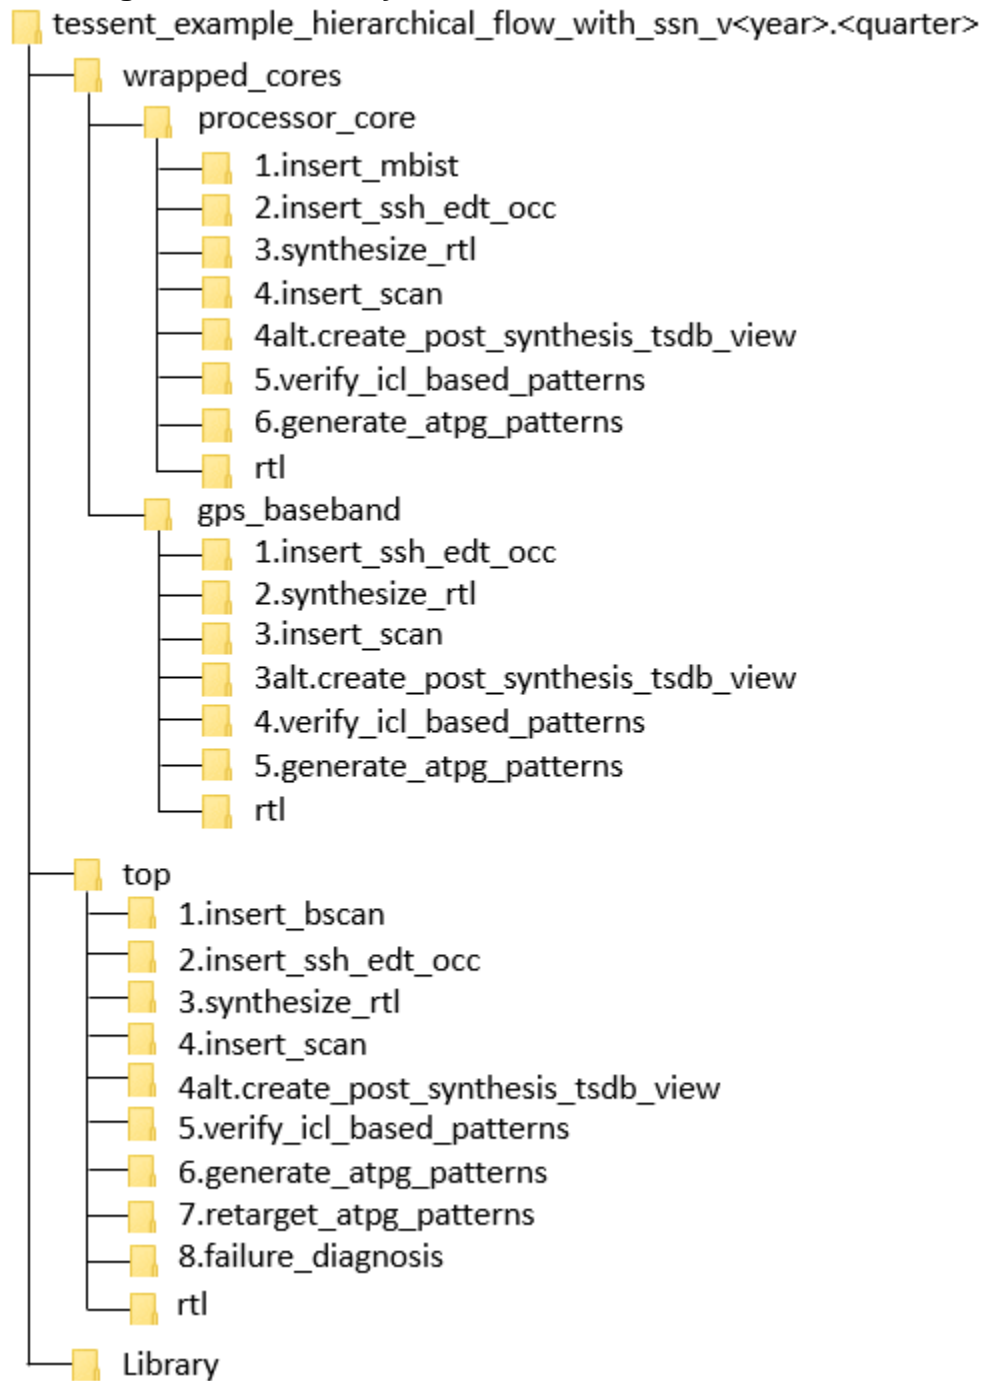 tessent_example_hierarchical_flow_with_ssn_v<year>.<quarter>
wrapped_cores
processor_core
1.insert_mbist
2.insert_ssh_edt_occ
3.synthesize_rtl
4.insert_scan
4alt.create_post_synthesis_tsdb_view
5.verify_icl_based_patterns
6.generate_atpg_patterns
rtl
gps_baseband
1.insert_ssh_edt_occ
2.synthesize_rtl
3.insert_scan
3alt.create_post_synthesis_tsdb_view
4.verify_icl_based_patterns
5.generate_atpg_patterns
rtl
top
1.insert_bscan
2.insert_ssh_edt_occ
3.synthesize_rtl
4.insert_scan
4alt.create_post_synthesis_tsdb_view
5.verify_icl_based_patterns
6.generate_atpg_patterns
7.retarget_atpg_patterns
8.failure_diagnosis
rtl
Library